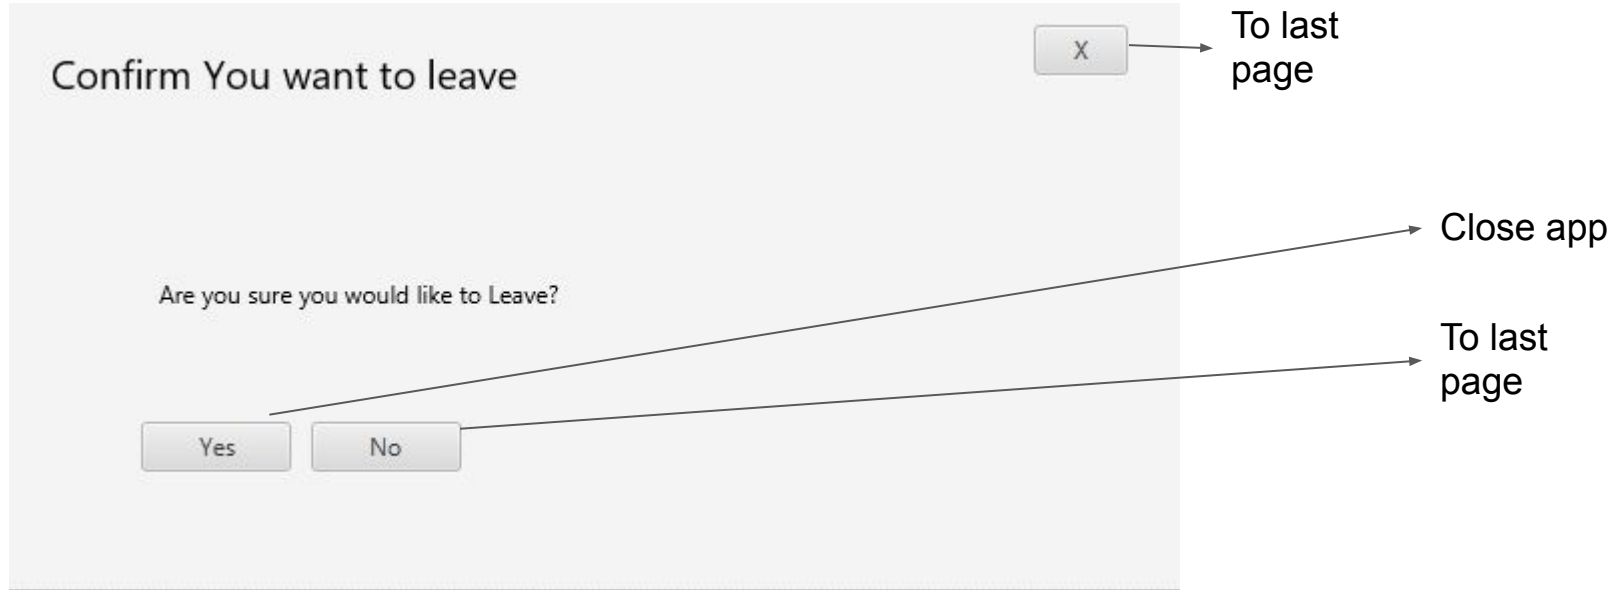 To last
page
X
Confirm You want to leave
Close app
Are you sure you would like to Leave?
To last
page
Yes
No